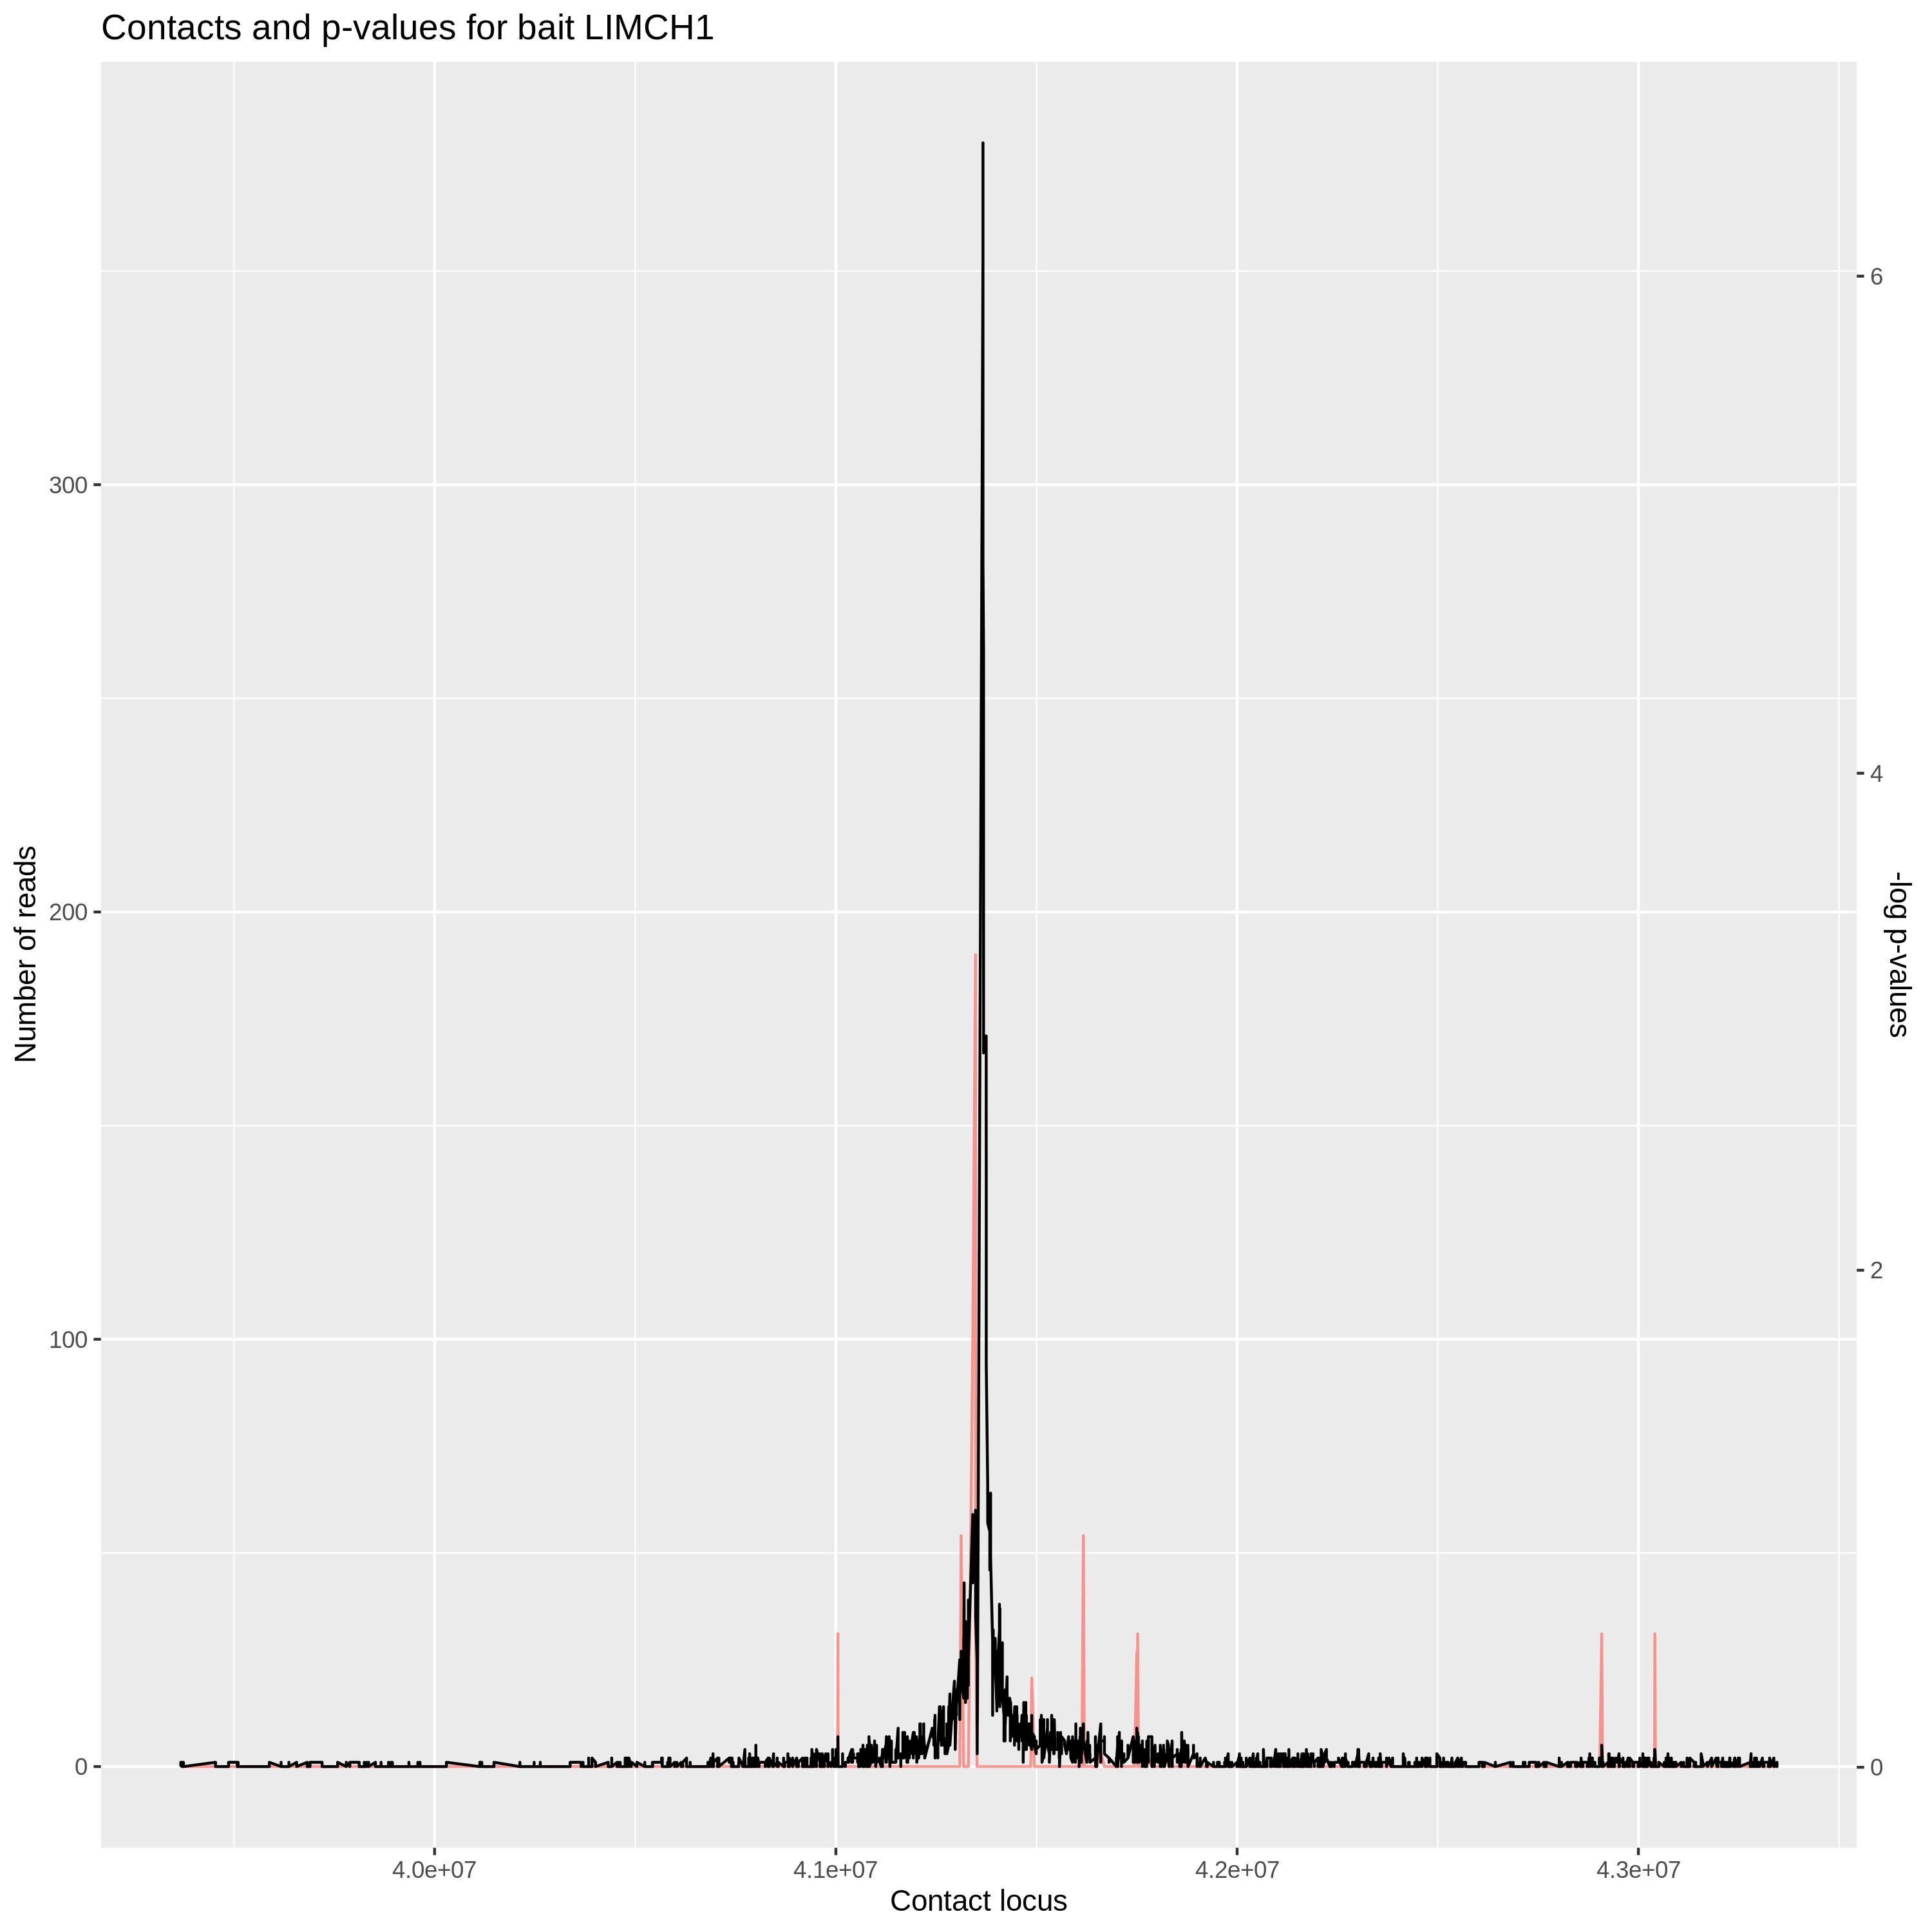 Contacts and p-values for bait LIMCH1
Number of reads
300
200
100
0
6
4
2
0
-log p-values
4.0e+07
4.1e+07
4.2e+07
4.3e+07
Contact locus